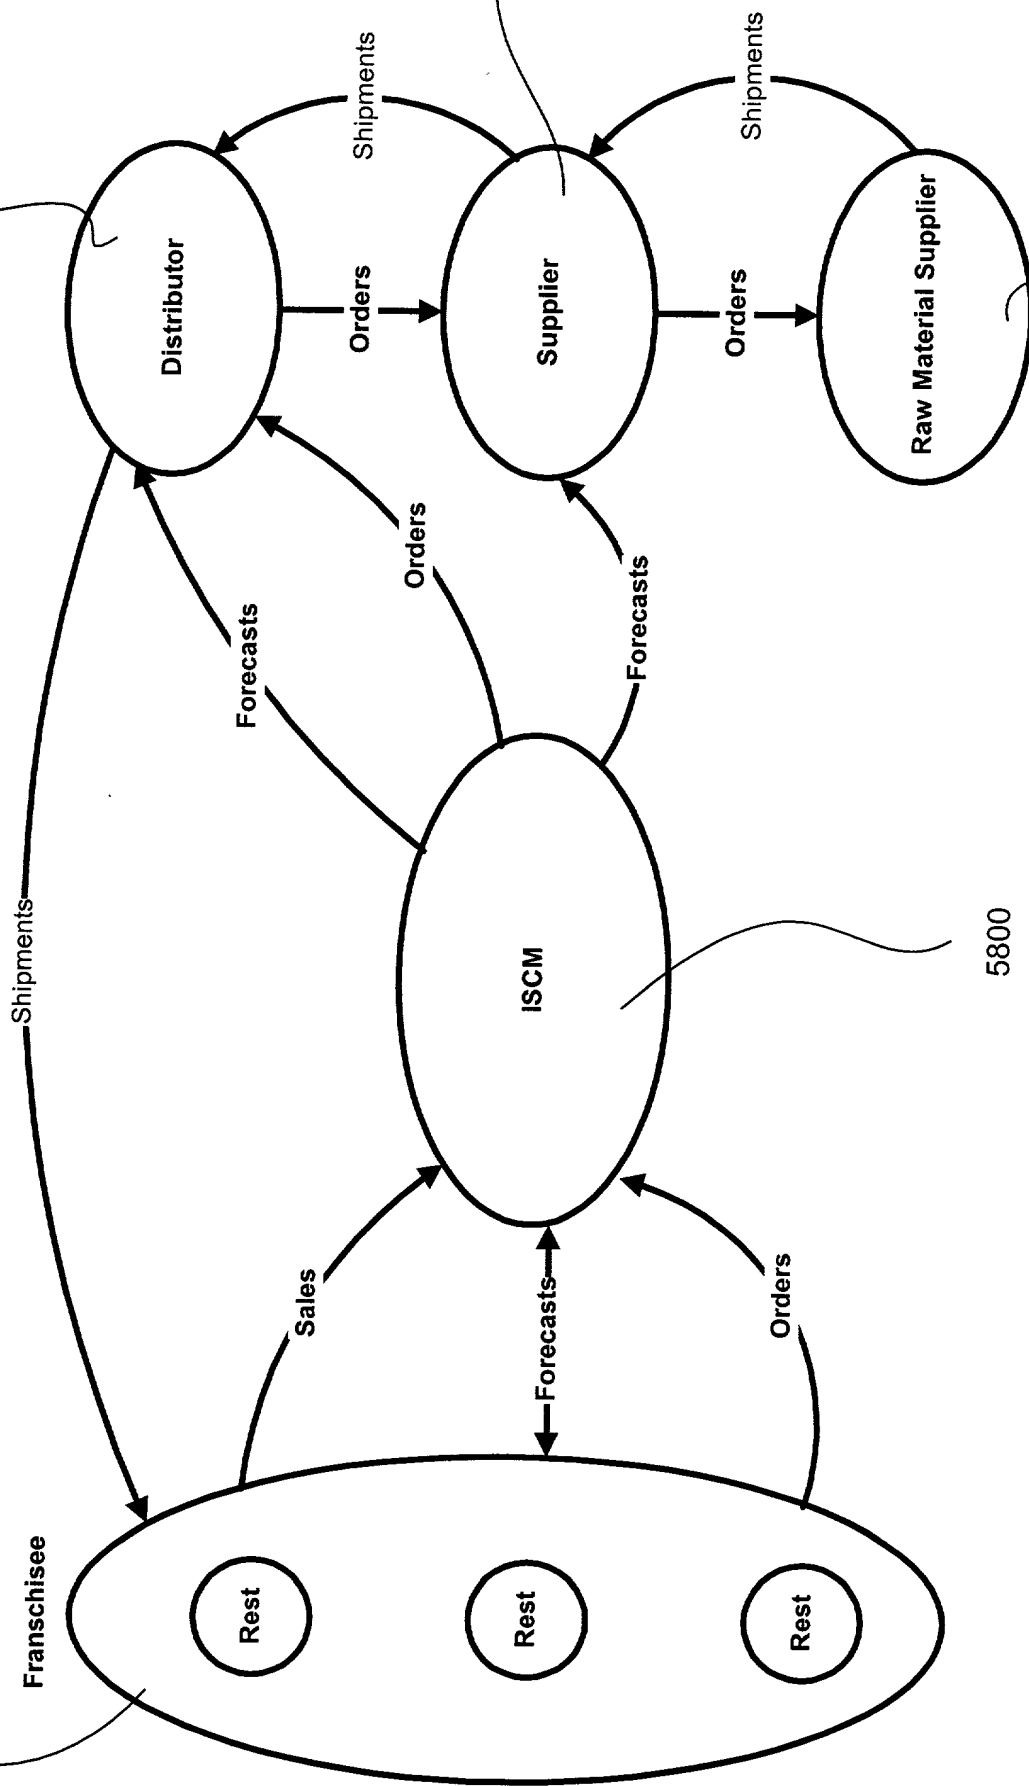 Franschisee
Rest
Rest
Rest
Shipments
Sales
Forecasts
Orders
ISCM
5800
Forecasts
Orders
Forecasts
Distributor
Shipments
Orders
Supplier
Shipments
Orders
Raw Material Supplier